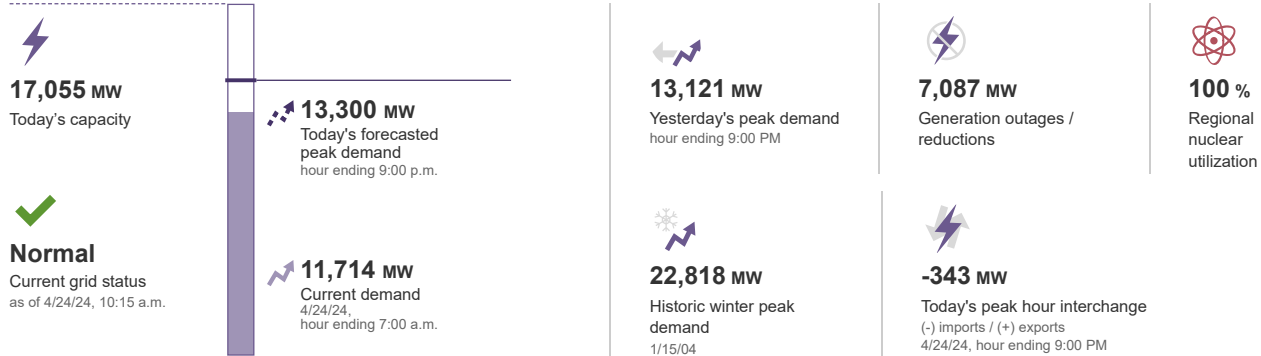 17,055 MW
Today's capacity
Normal
Current grid status
as of 4/24/24, 10:15 a.m.
13,300 MW
Today's forecasted
peak demand
hour ending 9:00 p.m.
11,714 MW
Current demand
4/24/24,
hour ending 7:00 a.m.
13,121 MW
Yesterday's peak demand
hour ending 9:00 PM
7,087 MW
Generation outages /
reductions
100 %
Regional
nuclear
utilization
22,818 MW
Historic winter peak
demand
1/15/04
-343 MW
Today's peak hour interchange
(-) imports / (+) exports
4/24/24, hour ending 9:00 PM